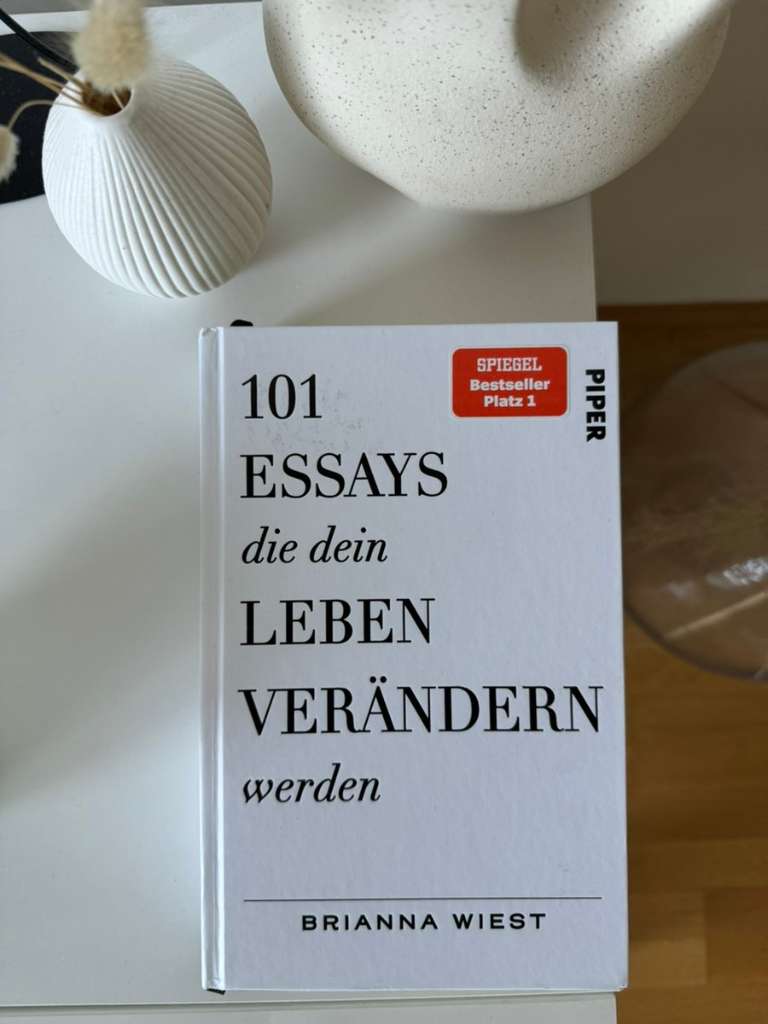 101
ESSAYS
die dein
LEBEN
VERÄNDERN
werden
SPIEGEL
Bestseller
Platz 1
PIPER
BRIANNA WIEST